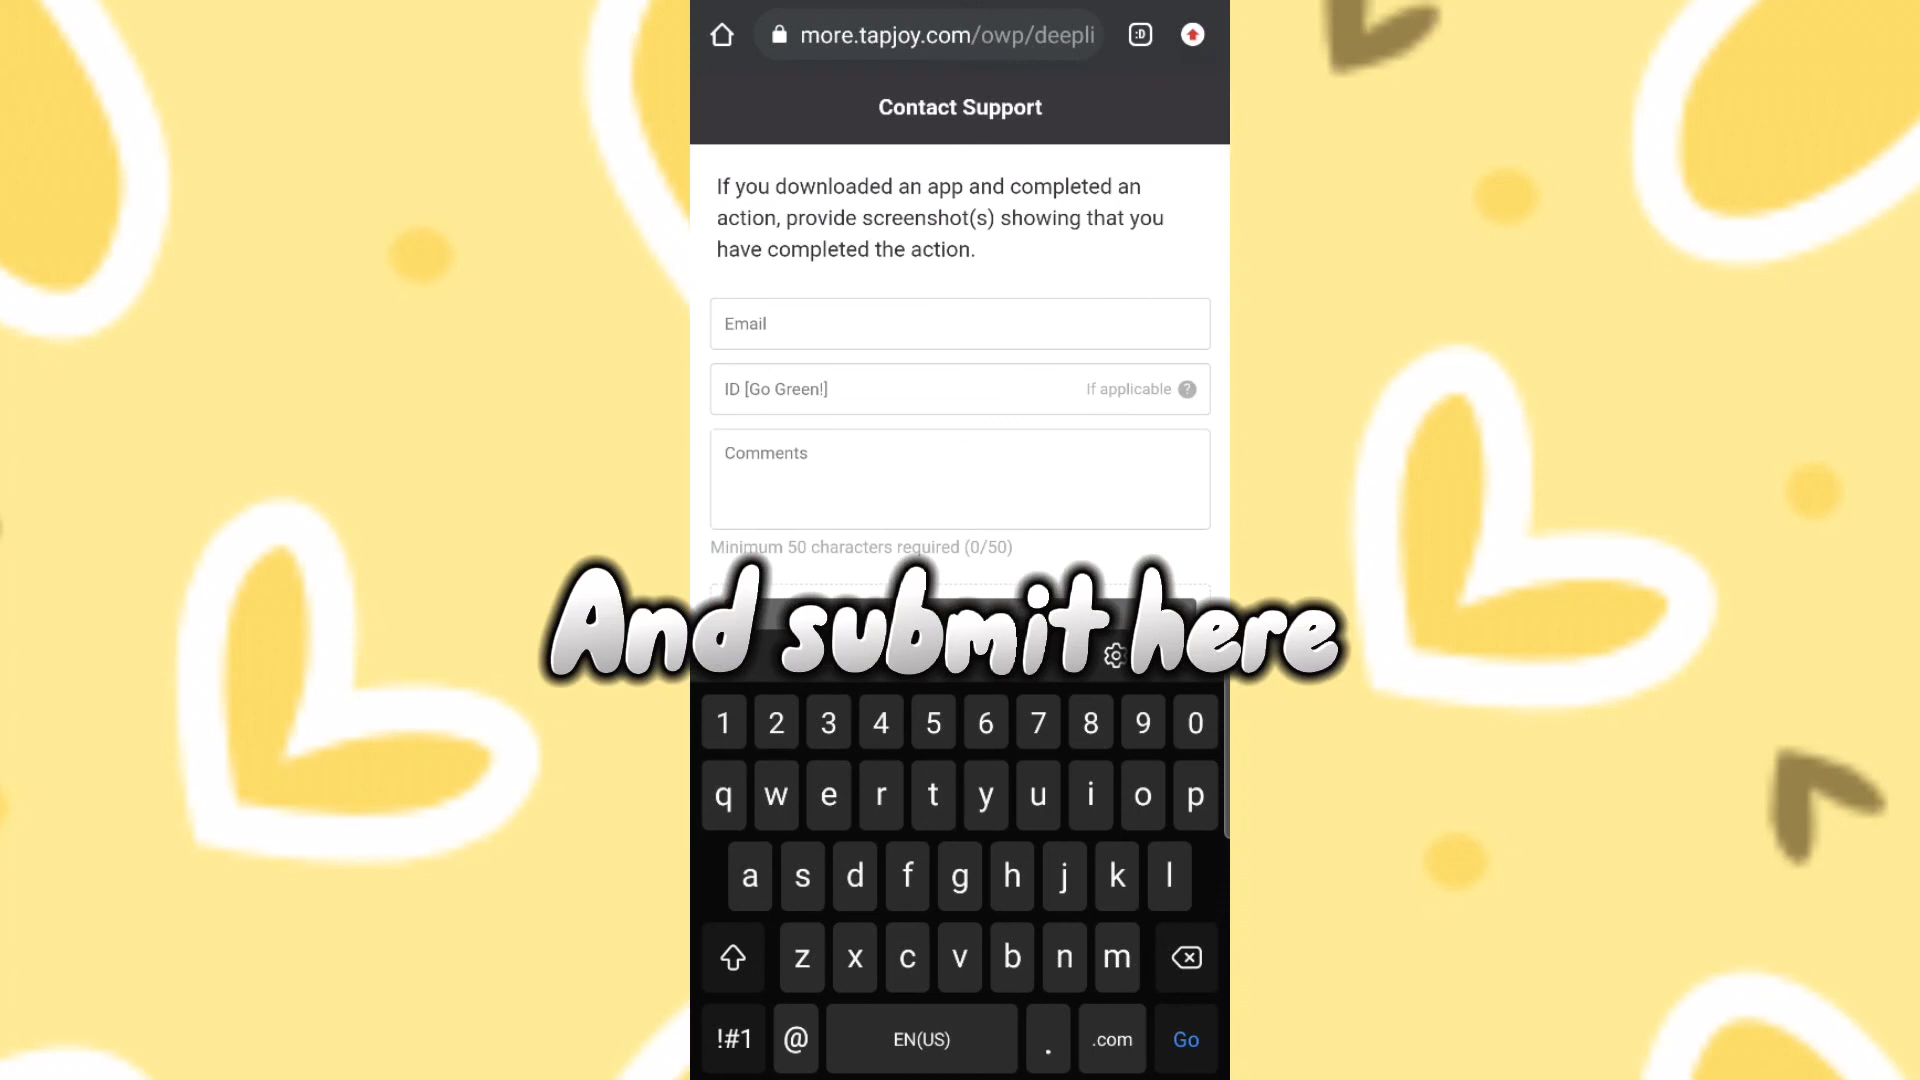 more.tapjoy.com/owp/deepli
:D
Contact Support
If you downloaded an app and completed an
action, provide screenshot(s) showing that you
have completed the action.
Email
ID [Go Green!]
If applicable ?
Comments
Minimum 50 characters required (0/50)
And submit here
1 2 3 4 5 6 7 8 9 0
q w e r t y u i o p
a s d f g h j k l
z x c v b n m
!#1 @ EN(US) . .com Go